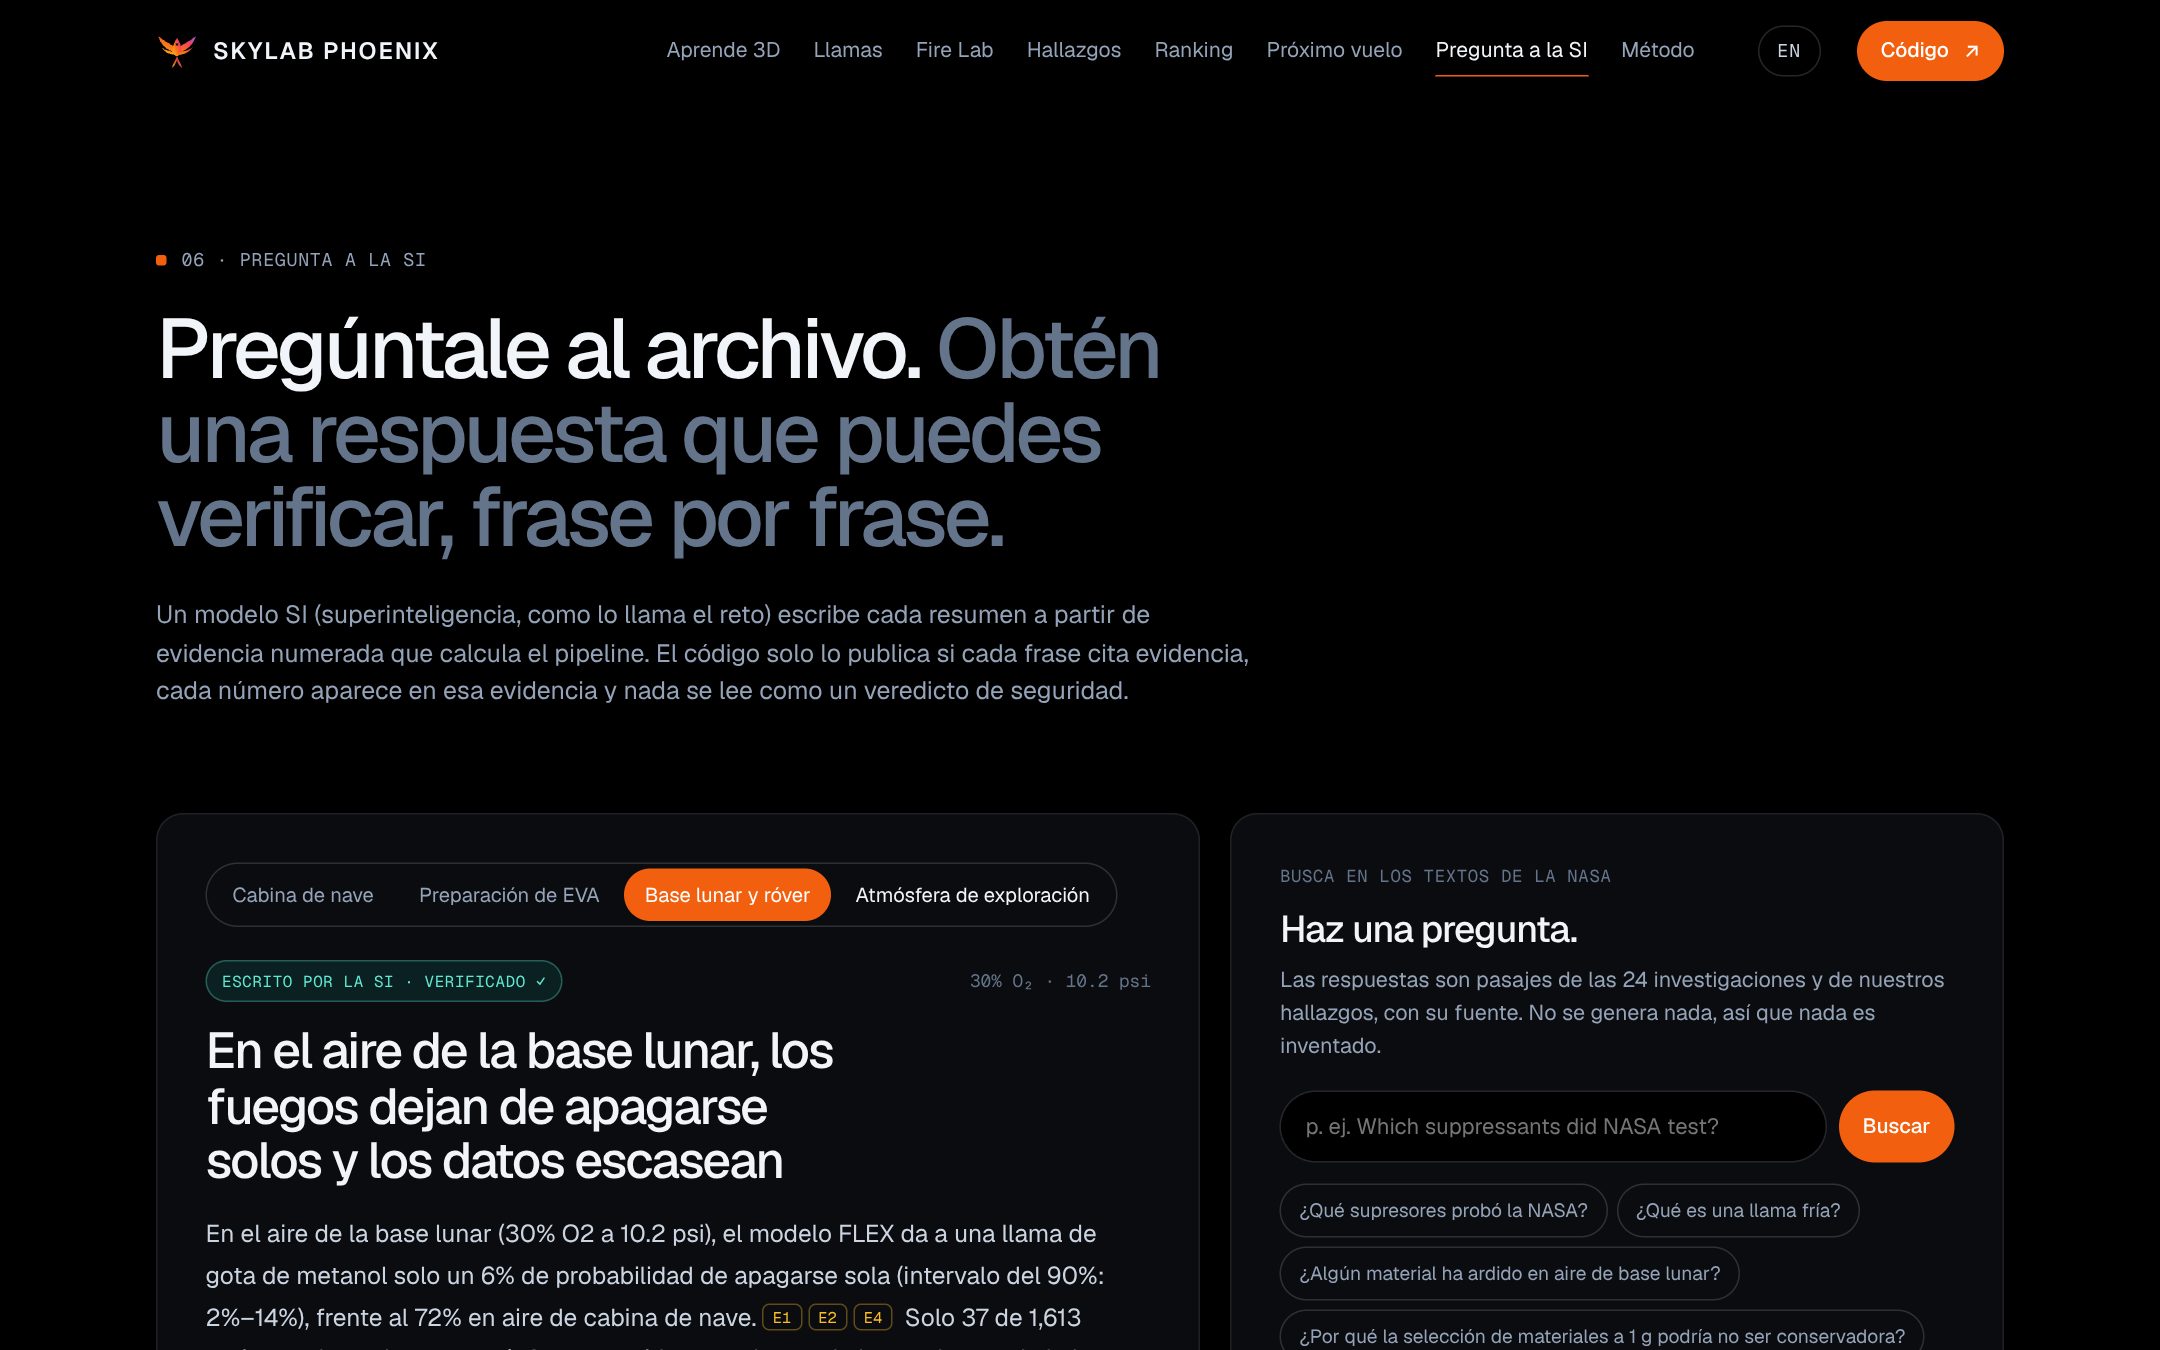 SKYLAB PHOENIX
Aprende 3D
Llamas
Fire Lab
Hallazgos
Ranking
Próximo vuelo
Pregunta a la SI
Método
EN
Código ↗
06 · PREGUNTA A LA SI
Pregúntale al archivo. Obtén
una respuesta que puedes
verificar, frase por frase.
Un modelo SI (superinteligencia, como lo llama el reto) escribe cada resumen a partir de
evidencia numerada que calcula el pipeline. El código solo lo publica si cada frase cita evidencia,
cada número aparece en esa evidencia y nada se lee como un veredicto de seguridad.
Cabina de nave
Preparación de EVA
Base lunar y róver
Atmósfera de exploración
ESCRITO POR LA SI · VERIFICADO ✓
30% O₂ · 10.2 psi
En el aire de la base lunar, los
fuegos dejan de apagarse
solos y los datos escasean
En el aire de la base lunar (30% O2 a 10.2 psi), el modelo FLEX da a una llama de
gota de metanol solo un 6% de probabilidad de apagarse sola (intervalo del 90%:
2%–14%), frente al 72% en aire de cabina de nave. E1 E2 E4 Solo 37 de 1,613
BUSCA EN LOS TEXTOS DE LA NASA
Haz una pregunta.
Las respuestas son pasajes de las 24 investigaciones y de nuestros
hallazgos, con su fuente. No se genera nada, así que nada es
inventado.
p. ej. Which suppressants did NASA test?
Buscar
¿Qué supresores probó la NASA?
¿Qué es una llama fría?
¿Algún material ha ardido en aire de base lunar?
¿Por qué la selección de materiales a 1 g podría no ser conservadora?